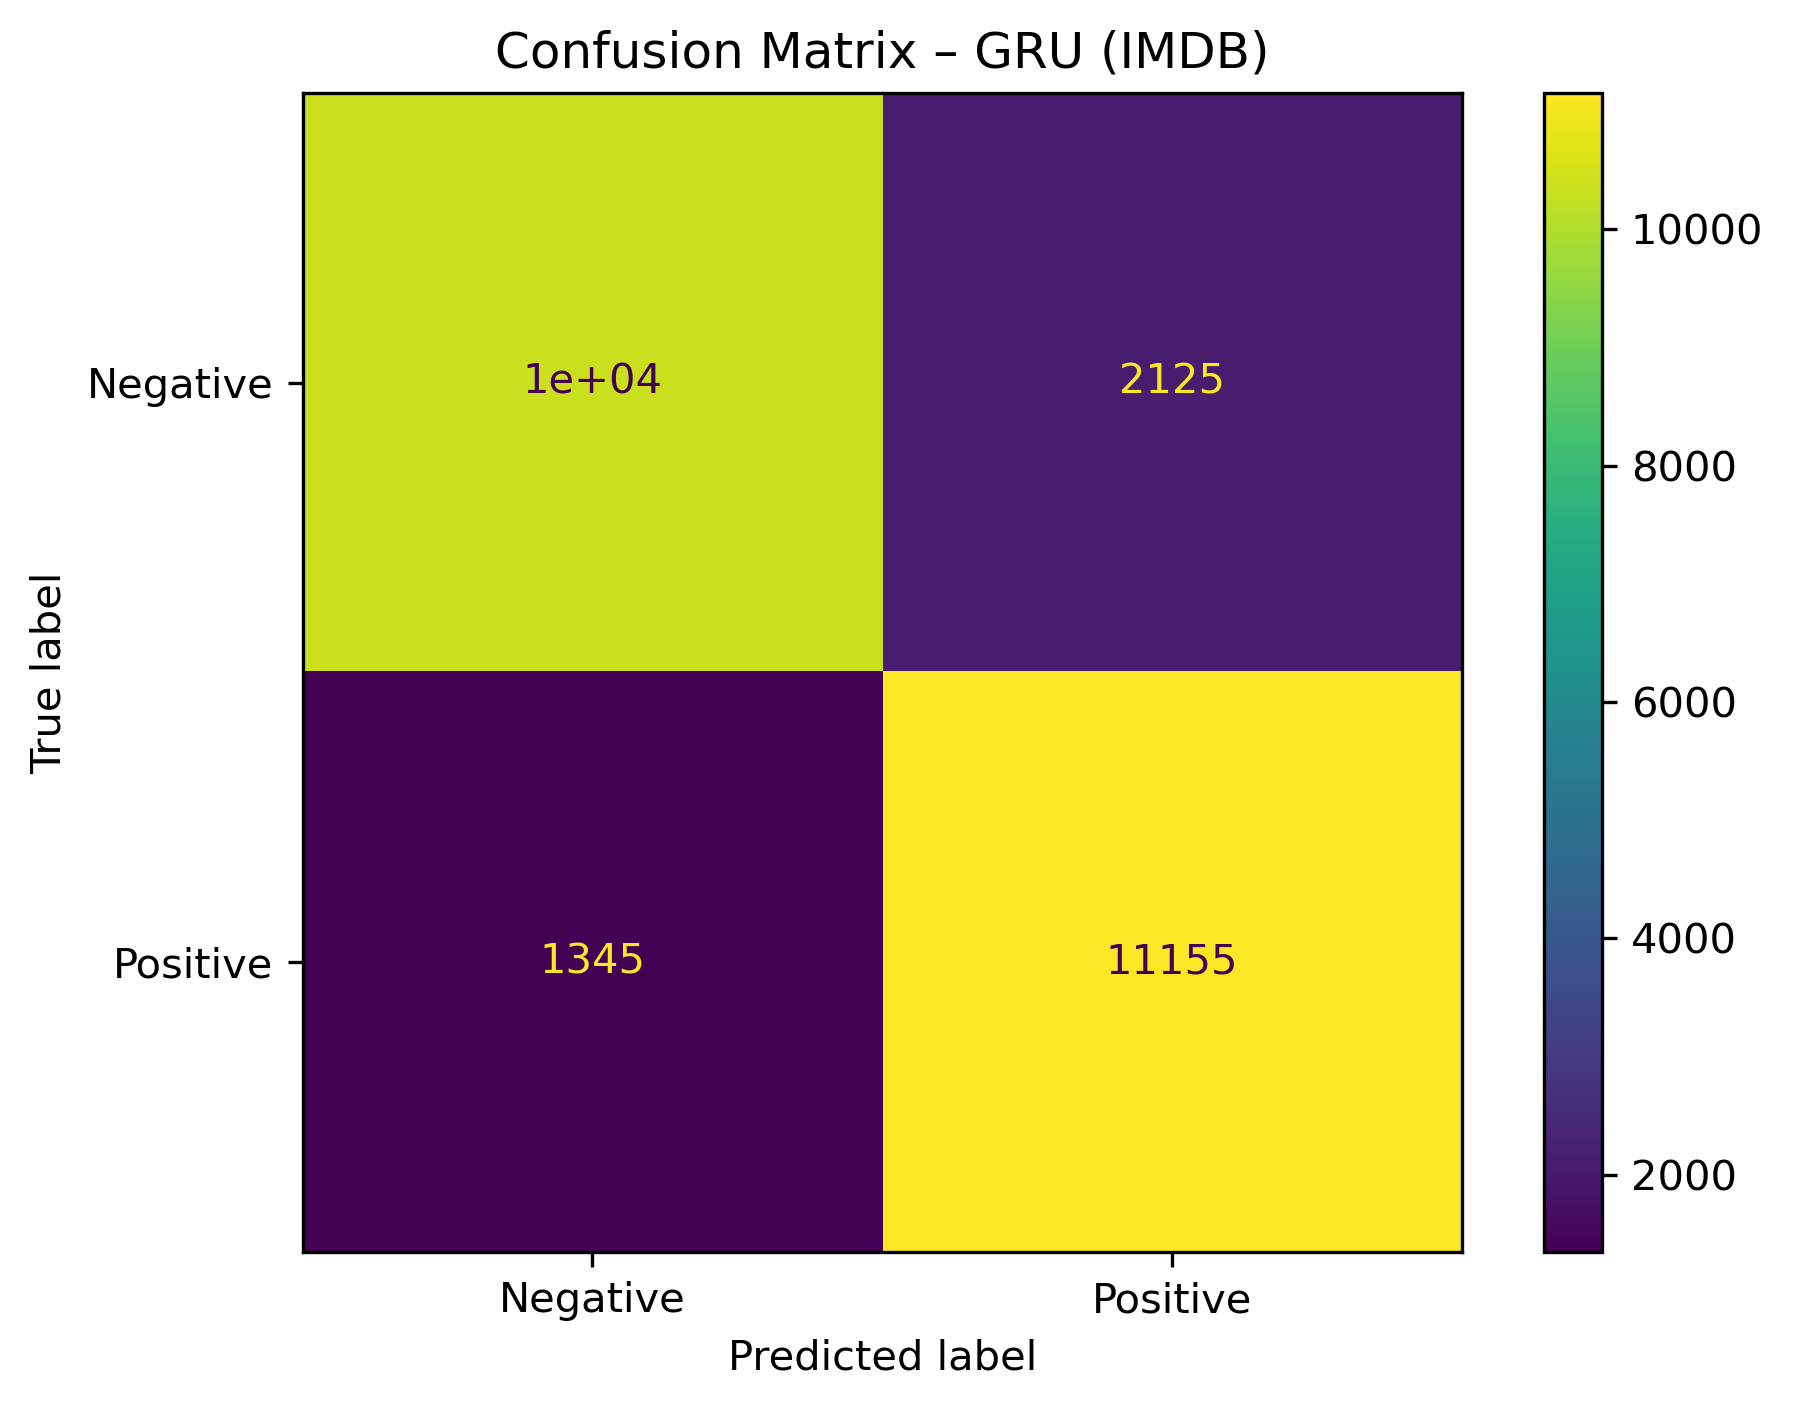 Confusion Matrix – GRU (IMDB)
True label
Negative
1e+04
2125
Positive
1345
11155
Negative
Positive
Predicted label
10000
8000
6000
4000
2000